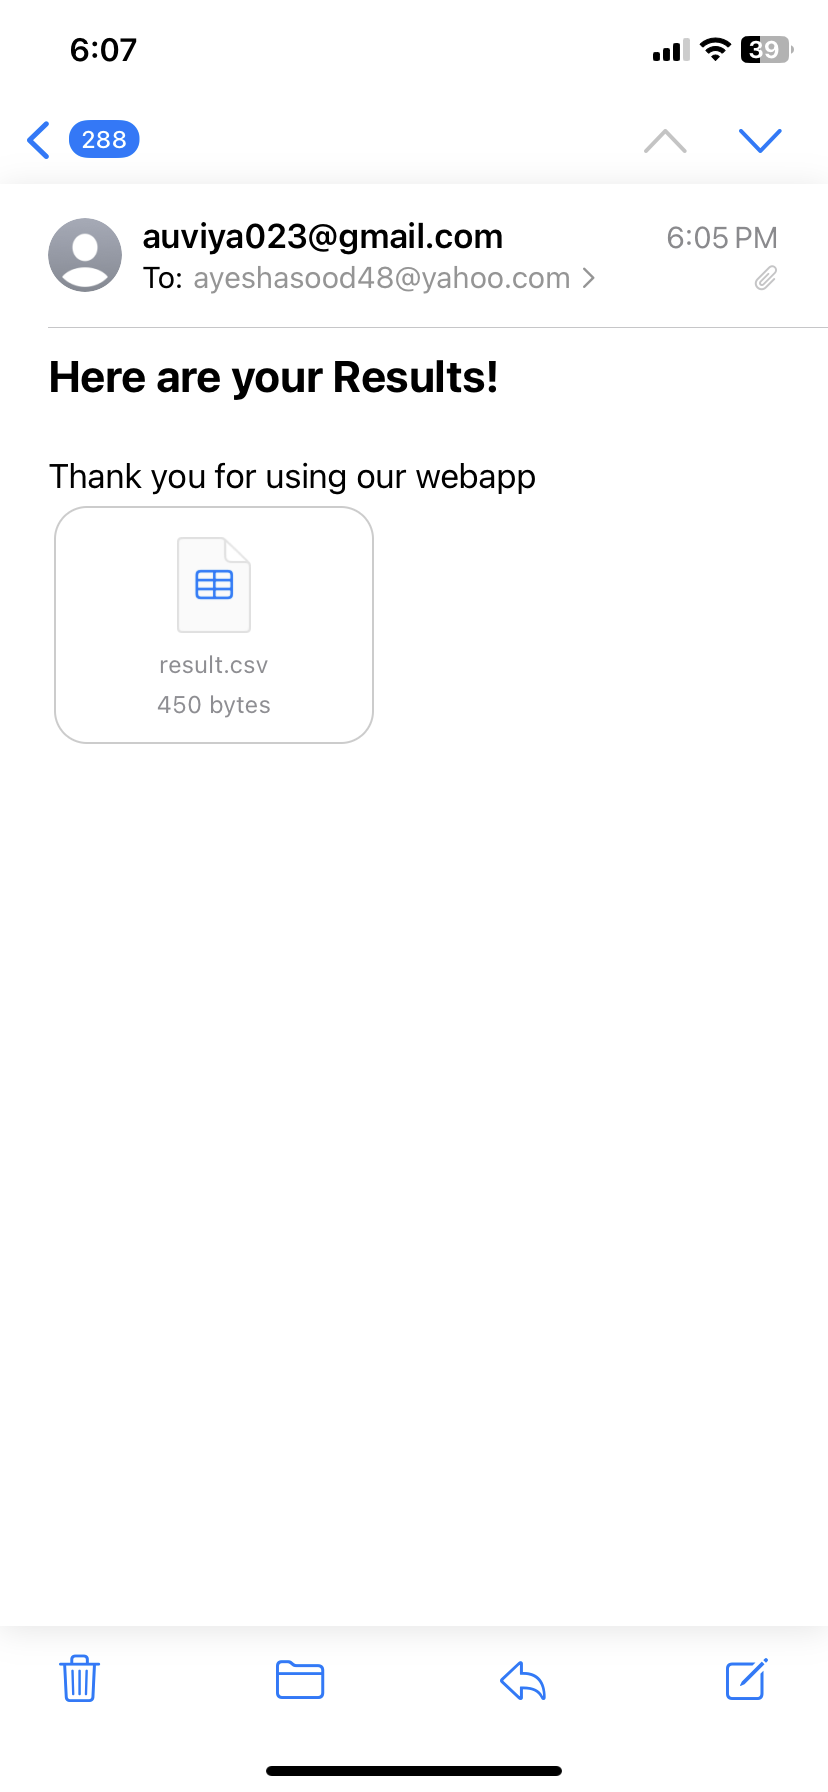 6:07
39
288
auviya023@gmail.com
6:05 PM
To: ayeshasood48@yahoo.com
Here are your Results!
Thank you for using our webapp
result.csv
450 bytes